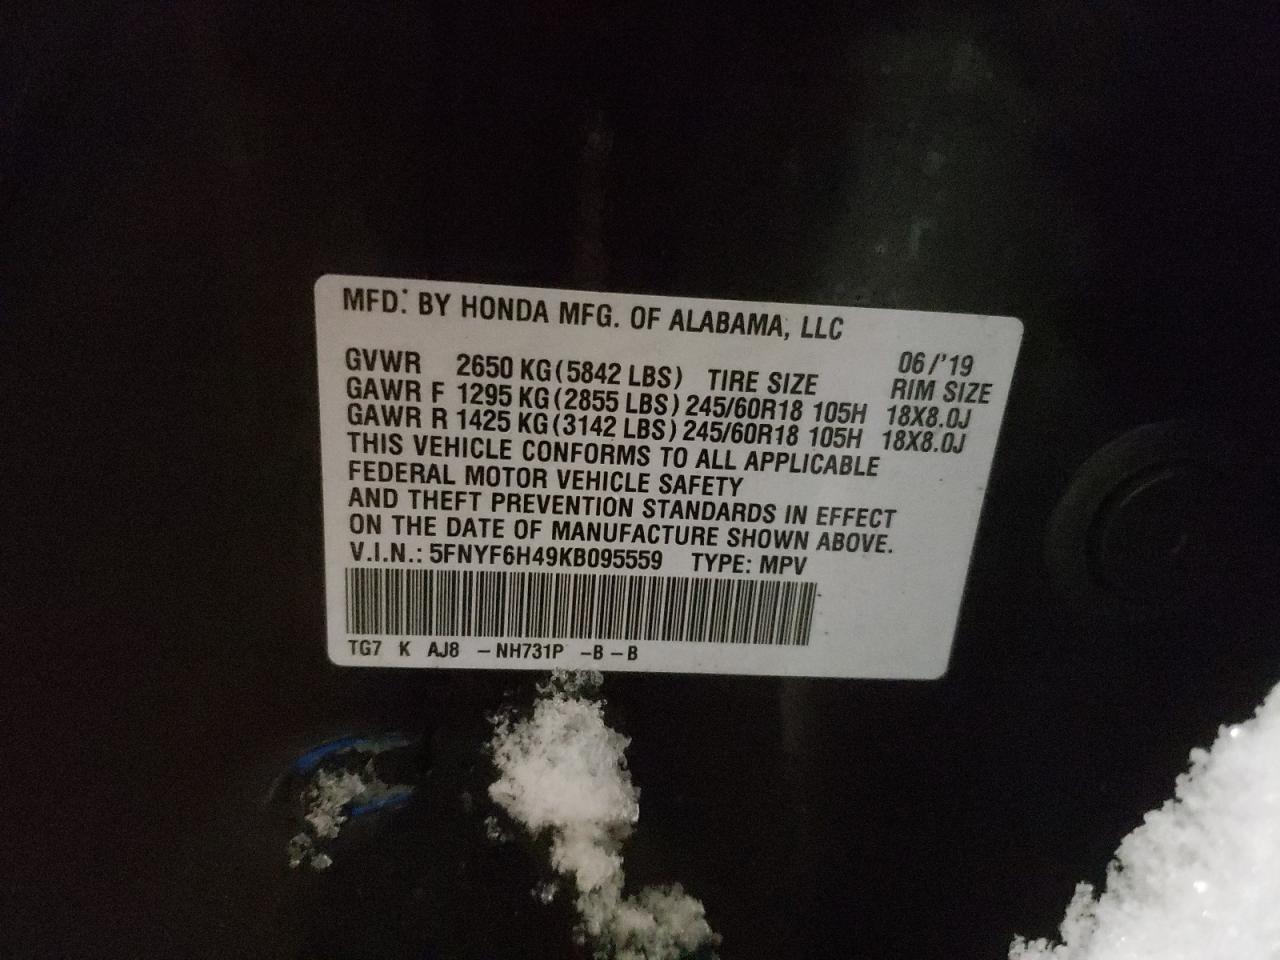 MFD. BY HONDA MFG. OF ALABAMA, LLC
06/'19
GVWR 2650 KG (5842 LBS) TIRE SIZE RIM SIZE
GAWR F 1295 KG (2855 LBS) 245/60R18 105H 18X8.0J
GAWR R 1425 KG (3142 LBS) 245/60R18 105H 18X8.0J
THIS VEHICLE CONFORMS TO ALL APPLICABLE
FEDERAL MOTOR VEHICLE SAFETY
AND THEFT PREVENTION STANDARDS IN EFFECT
ON THE DATE OF MANUFACTURE SHOWN ABOVE.
V.I.N.: 5FNYF6H49KB095559 TYPE: MPV
TG7 K AJ8 – NH731P –B – B